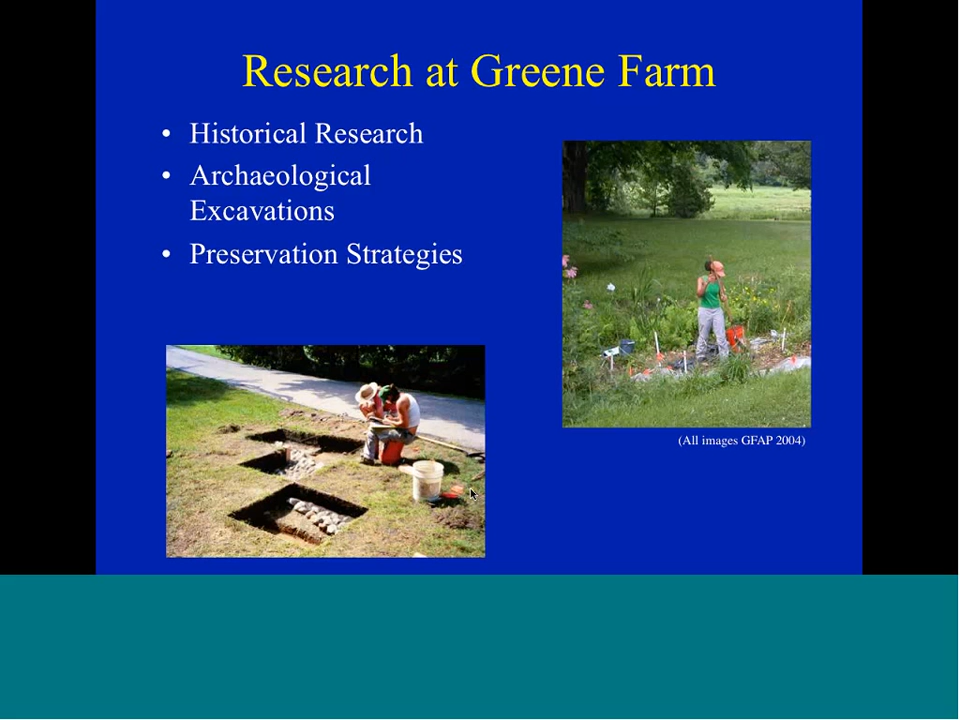 Research at Greene Farm
• Historical Research
• Archaeological
Excavations
• Preservation Strategies
(All images GFAP 2004)